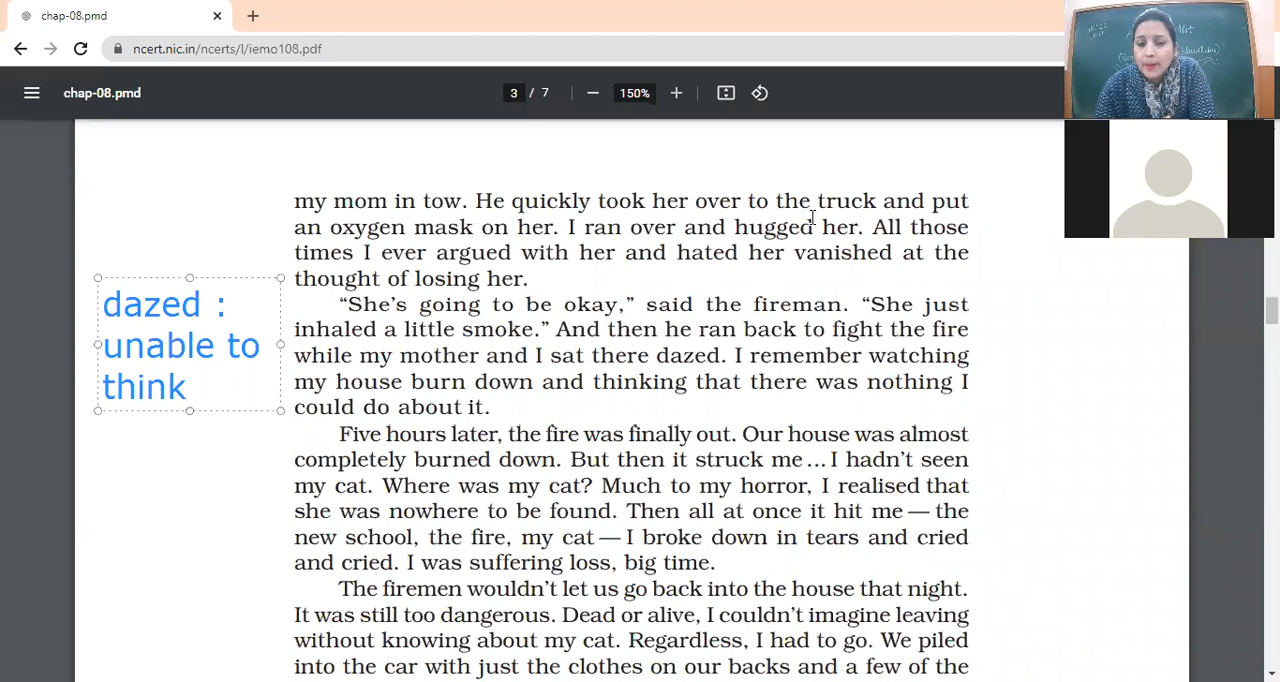 chap-08.pmd
ncert.nic.in/ncerts/l/iemo108.pdf
chap-08.pmd
3 / 7
150%
my mom in tow. He quickly took her over to the truck and put
an oxygen mask on her. I ran over and hugged her. All those
times I ever argued with her and hated her vanished at the
thought of losing her.
“She’s going to be okay,” said the fireman. “She just
inhaled a little smoke.” And then he ran back to fight the fire
while my mother and I sat there dazed. I remember watching
my house burn down and thinking that there was nothing I
could do about it.
dazed :
unable to
think
Five hours later, the fire was finally out. Our house was almost
completely burned down. But then it struck me ... I hadn’t seen
my cat. Where was my cat? Much to my horror, I realised that
she was nowhere to be found. Then all at once it hit me — the
new school, the fire, my cat — I broke down in tears and cried
and cried. I was suffering loss, big time.
The firemen wouldn’t let us go back into the house that night.
It was still too dangerous. Dead or alive, I couldn’t imagine leaving
without knowing about my cat. Regardless, I had to go. We piled
into the car with just the clothes on our backs and a few of the